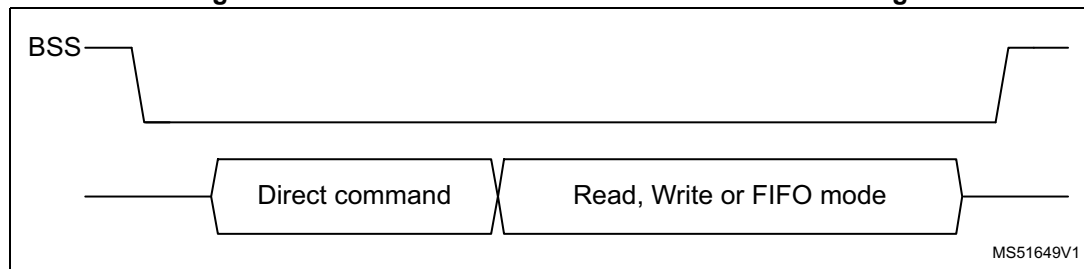 BSS
Direct command
Read, Write or FIFO mode
MS51649V1